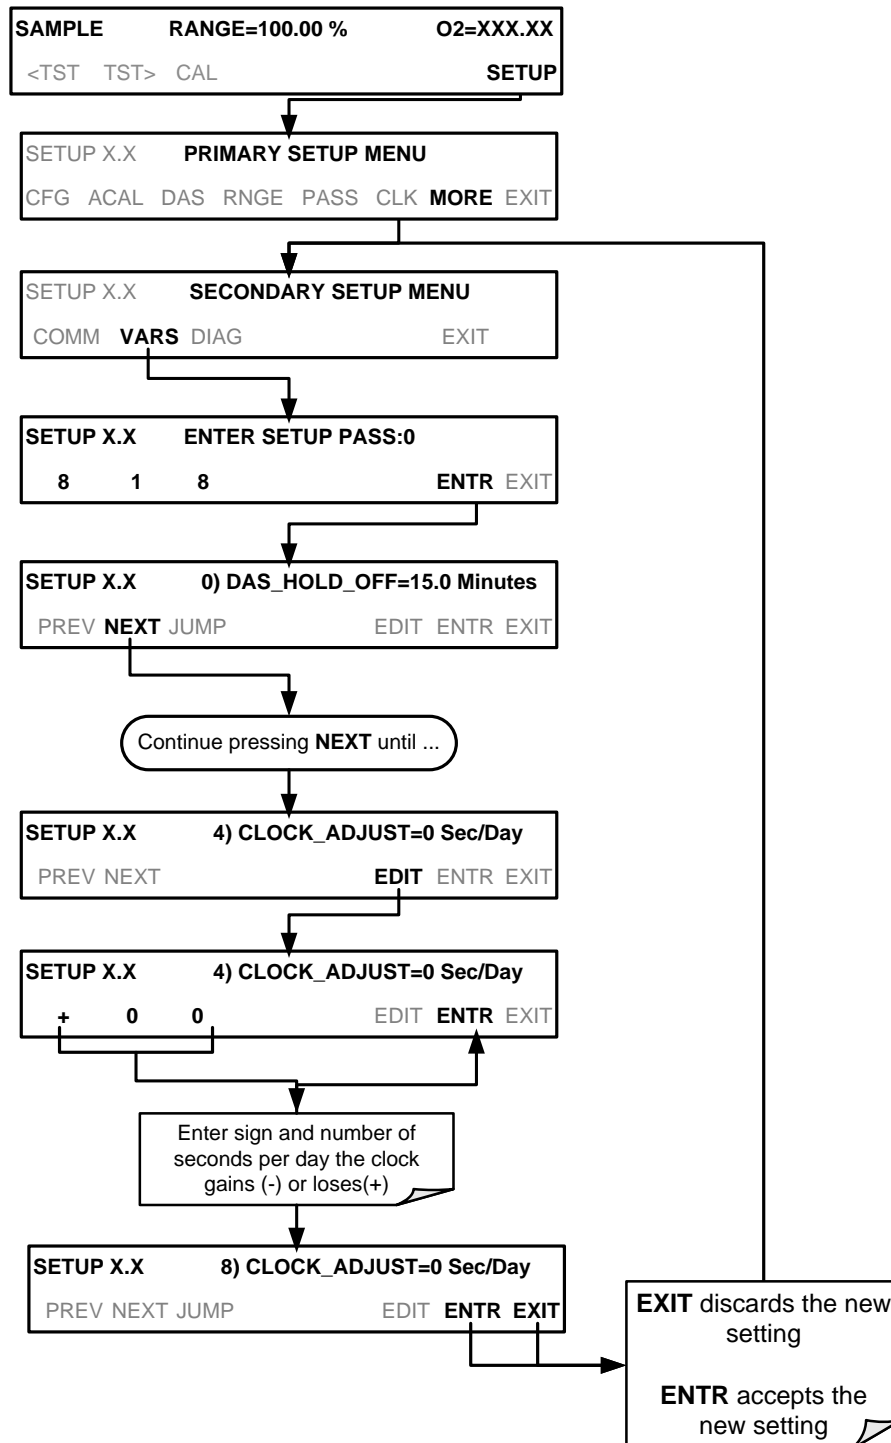 SAMPLE RANGE=100.00 % O2=XXX.XX
<TST TST> CAL SETUP
SETUP X.X PRIMARY SETUP MENU
CFG ACAL DAS RNGE PASS CLK MORE EXIT
SETUP X.X SECONDARY SETUP MENU
COMM VARS DIAG EXIT
SETUP X.X ENTER SETUP PASS:0
8 1 8 ENTR EXIT
SETUP X.X 0) DAS_HOLD_OFF=15.0 Minutes
PREV NEXT JUMP EDIT ENTR EXIT
Continue pressing NEXT until ...
SETUP X.X 4) CLOCK_ADJUST=0 Sec/Day
PREV NEXT EDIT ENTR EXIT
SETUP X.X 4) CLOCK_ADJUST=0 Sec/Day
+ 0 0 EDIT ENTR EXIT
Enter sign and number of
seconds per day the clock
gains (-) or loses(+)
SETUP X.X 8) CLOCK_ADJUST=0 Sec/Day
PREV NEXT JUMP EDIT ENTR EXIT
EXIT discards the new
setting
ENTR accepts the
new setting